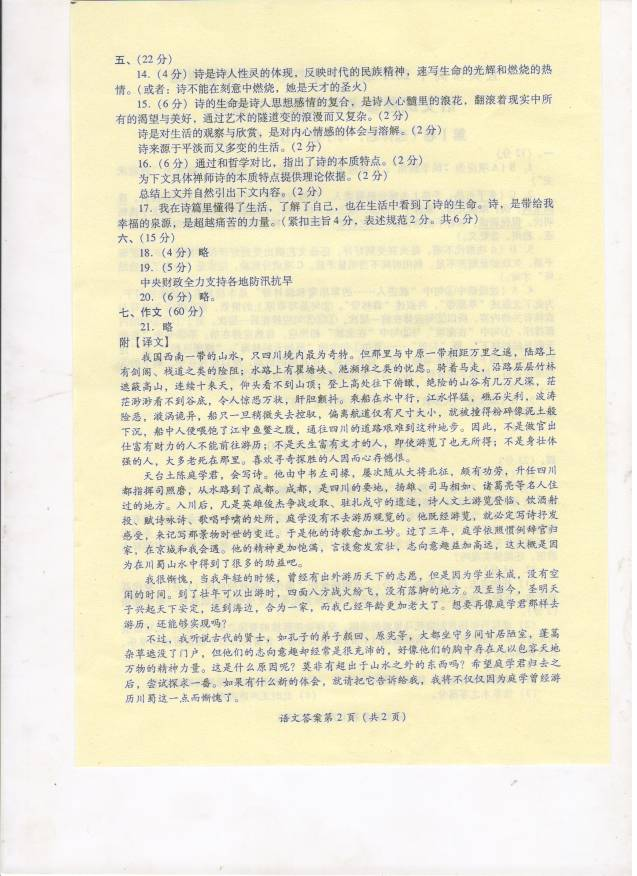 五、(22 分)
14.(4 分) 诗是诗人性灵的体现，反映时代的民族精神，速写生命的光辉和燃烧的热
情。(或者：诗不能在刻意中燃烧，她是天才的圣火)
15.(6 分) 诗的生命是诗人思想感情的复合，是诗人心髓里的浪花，翻滚着现实中所
有的渴望与美好，通过艺术的隧道变的浪漫而又复杂。(2 分)
诗是对生活的观察与欣赏，是对内心情感的体会与溶解。(2 分)
诗来源于平淡而又多变的生活。(2 分)
16.(6 分) 通过和哲学对比，指出了诗的本质特点。(2 分)
为下文具体禅师诗的本质特点提供理论依据。(2 分)
总结上文并自然引出下文内容。(2 分)
17. 我在诗篇里懂得了生活，了解了自己，也在生活中看到了诗的生命。诗，是带给我
幸福的泉源，是超越痛苦的力量。(紧扣主旨 4 分，表述规范 2 分。共 6 分)
六、(15 分)
18.(4 分) 略
19.(5 分)
中央财政全力支持各地防汛抗旱
20.(6 分) 略。
七、作文(60 分)
21. 略
附【译文】
我国西南一带的山水，只四川境内最为奇特。但那里与中原一带相距万里之遥，陆路上
有剑阁、栈道之类的险阻；水路上有瞿塘峡、滟滪堆之类的忧虑。骑着马走，沿路层层竹林
遮蔽高山，连续十来天，仰头看不到山顶；登上高处往下俯瞰，绝险的山谷有几万尺深，茫
茫渺渺看不到谷底，令人惊恐万状，肝胆颤抖。乘船在水中行，江水悍猛，礁石尖利，波涛
险恶，漩涡诡异，船只一旦稍微失去控驭，偏离航道仅有尺寸大小，就被撞得粉碎像泥土般
下沉，船中人便喂饱了江中鱼鳖之腹，通往四川的道路艰难到这种地步。因此，不是做官出
仕富有财力的人不能前往游历；不是天生富有文才的人，即使游览了也无所得；不是身壮体
强的人，大多老死在那里。喜欢寻奇探胜的人因而心存憾恨。
天台士陈庭学君，会写诗。他由中书左司掾，屡次随从大将北征，颇有功劳，升任四川
都指挥司照磨，从水路到了成都。成都，是四川的要地，扬雄、司马相如、诸葛亮等名人住
过的地方。入川后，凡是英雄俊杰争战攻取、驻扎戍守的遗迹，诗人文士游览登临、饮酒射
投、赋诗咏诗、歌唱呼啸的处所，庭学没有不去游历观览的。他既经游览，就必定写诗抒发
感受，来记写那景物时世的变迁。于是他的诗歌愈加工妙。过了三年，庭学依照惯例辞官归
家，在京城和我会遇。他的精神更加饱满，言谈愈发宏壮，志向意趣益加高远，这大概是因
为在川蜀山水中得到了很多的助益吧。
我很惭愧，当我年轻的时候，曾经有出外游历天下的志愿，但是因为学业未成，没有空
闲的时间。到了壮年可以出游时，四面八方战火纷飞，没有落脚的地方。及至当今，圣明天
子兴起天下安定，远到海边，合为一家，而我已经年龄更加老大了。想要再像庭学君那样去
游历，还能够实现吗？
不过，我听说古代的贤士，如孔子的弟子颜回、原宪等，大都坐守乡间甘居陋室，蓬蒿
杂草遮没了门户，但他们的志向意趣却经常是很充沛的，好像他们的胸中存在足以包容天地
万物的精神力量。这是什么原因呢？莫非有超出于山水之外的东西吗？希望庭学君归去之
后，尝试探求一番。如果有什么新的体会，就请把它告诉给我，我将不仅仅因为庭学曾经游
历川蜀这一点而惭愧了。
语文答案第 2 页（共 2 页）